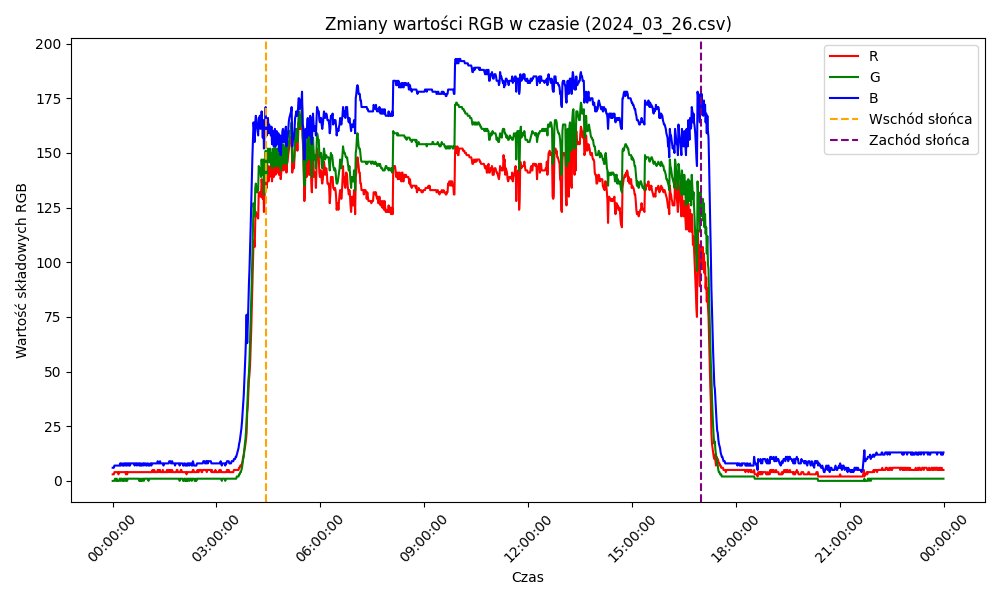 Zmiany wartości RGB w czasie (2024_03_26.csv)
200
175
150
125
100
75
50
25
0
Wartość składowych RGB
R
G
B
Wschód słońca
Zachód słońca
00:00:00
03:00:00
06:00:00
09:00:00
12:00:00
15:00:00
18:00:00
21:00:00
00:00:00
Czas